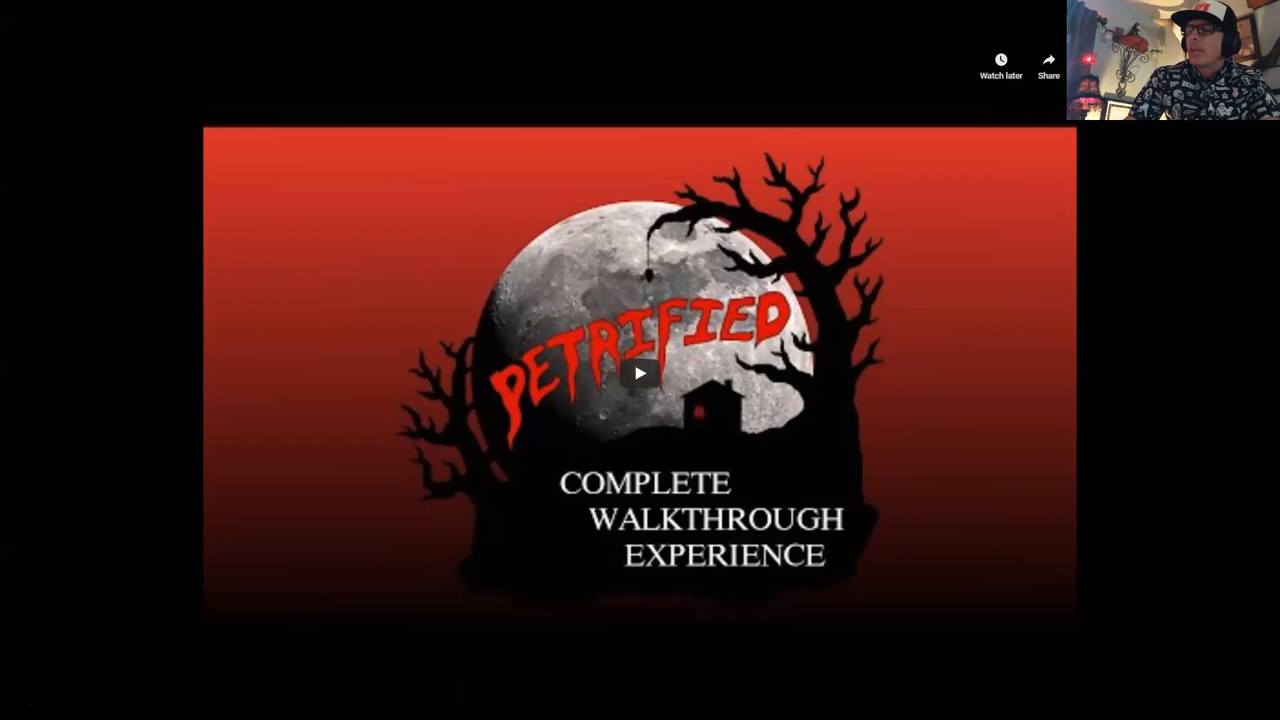 Watch later
Share
PETRIFIED
COMPLETE
WALKTHROUGH
EXPERIENCE